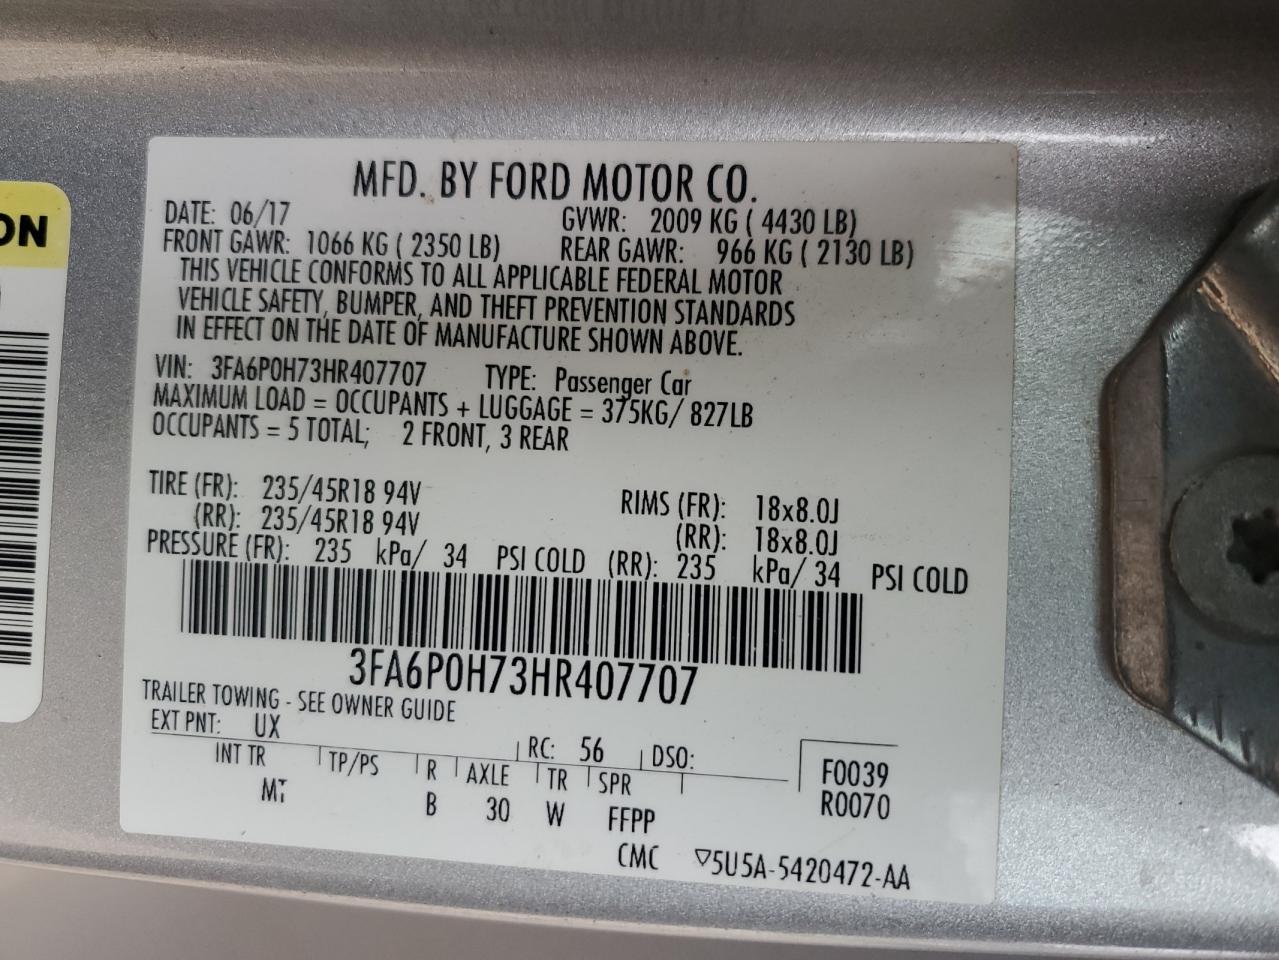 ON
MFD. BY FORD MOTOR CO.
DATE: 06/17 GVWR: 2009 KG ( 4430 LB)
FRONT GAWR: 1066 KG ( 2350 LB) REAR GAWR: 966 KG ( 2130 LB)
THIS VEHICLE CONFORMS TO ALL APPLICABLE FEDERAL MOTOR
VEHICLE SAFETY, BUMPER, AND THEFT PREVENTION STANDARDS
IN EFFECT ON THE DATE OF MANUFACTURE SHOWN ABOVE.
VIN: 3FA6P0H73HR407707 TYPE: Passenger Car
MAXIMUM LOAD = OCCUPANTS + LUGGAGE = 375KG/ 827LB
OCCUPANTS = 5 TOTAL; 2 FRONT, 3 REAR
TIRE (FR): 235/45R18 94V RIMS (FR): 18x8.0J
(RR): 235/45R18 94V (RR): 18x8.0J
PRESSURE (FR): 235 kPa/ 34 PSI COLD (RR): 235 kPa/ 34 PSI COLD
3FA6P0H73HR407707
TRAILER TOWING - SEE OWNER GUIDE
EXT PNT: UX RC: 56 DSO:
INT TR TP/PS R AXLE TR SPR F0039
B 30 W FFPP R0070
CMC ▽5U5A-5420472-AA